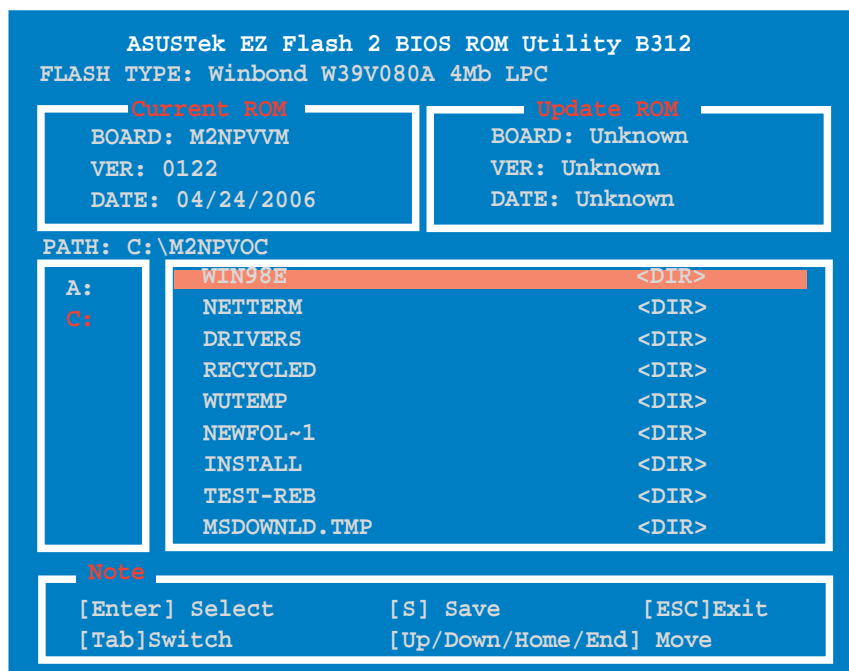 ASUSTek EZ Flash 2 BIOS ROM Utility B312
FLASH TYPE: Winbond W39V080A 4Mb LPC
Current ROM
BOARD: M2NPVVM
VER: 0122
DATE: 04/24/2006
Update ROM
BOARD: Unknown
VER: Unknown
DATE: Unknown
PATH: C:\M2NPVOC
A:
C:
WIN98E <DIR>
NETTERM <DIR>
DRIVERS <DIR>
RECYCLED <DIR>
WUTEMP <DIR>
NEWFOL~1 <DIR>
INSTALL <DIR>
TEST-REB <DIR>
MSDOWNLD.TMP <DIR>
Note
[Enter] Select [S] Save [ESC]Exit
[Tab]Switch [Up/Down/Home/End] Move